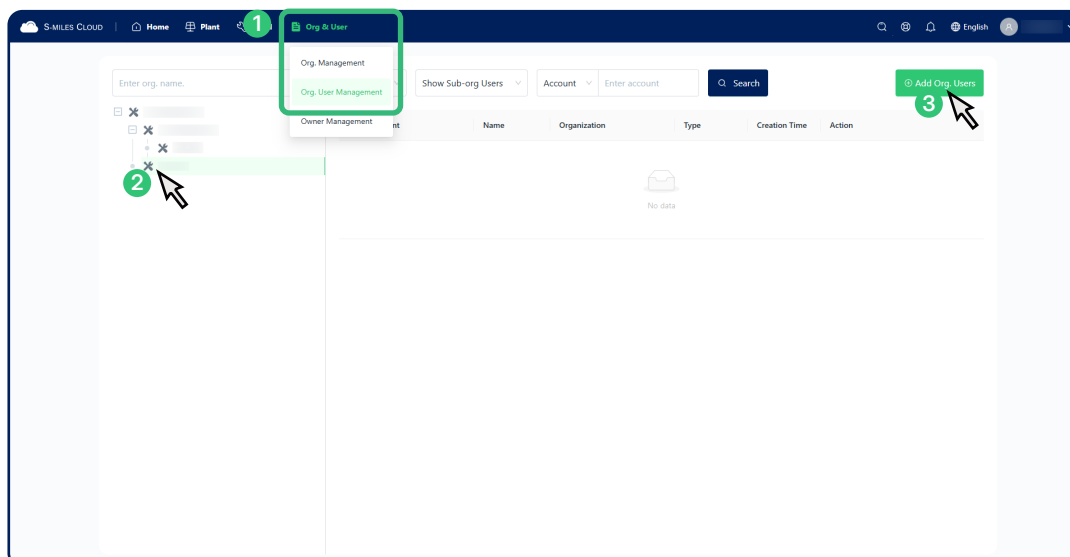 S-MILES CLOUD Home Plant 1 Org & User English
Org. Management
Enter org. name. Org. User Management Show Sub-org Users Account Enter account Search Add Org. Users
3
Owner Management Name Organization Type Creation Time Action
2
No data